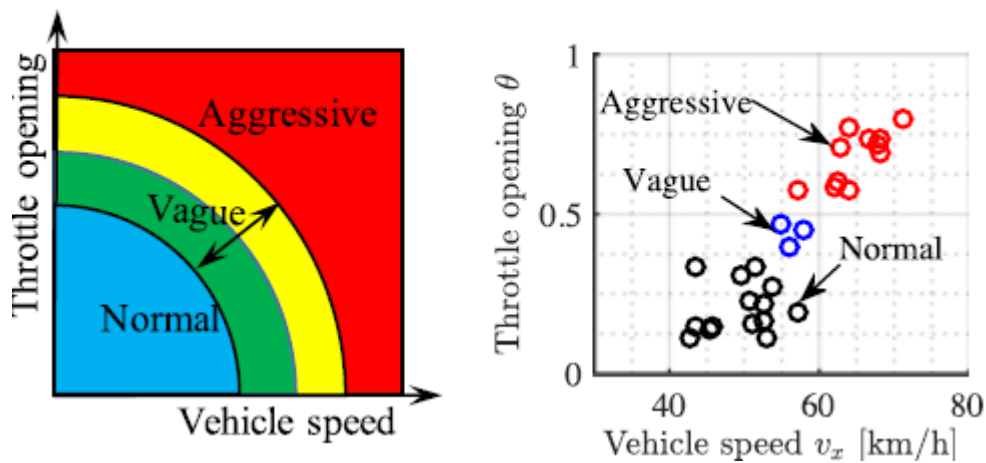 Throttle opening
Aggressive
Vague
Normal
Vehicle speed
Throttle opening θ
1
0.5
0
Aggressive
Vague
Normal
40
60
80
Vehicle speed v_x [km/h]